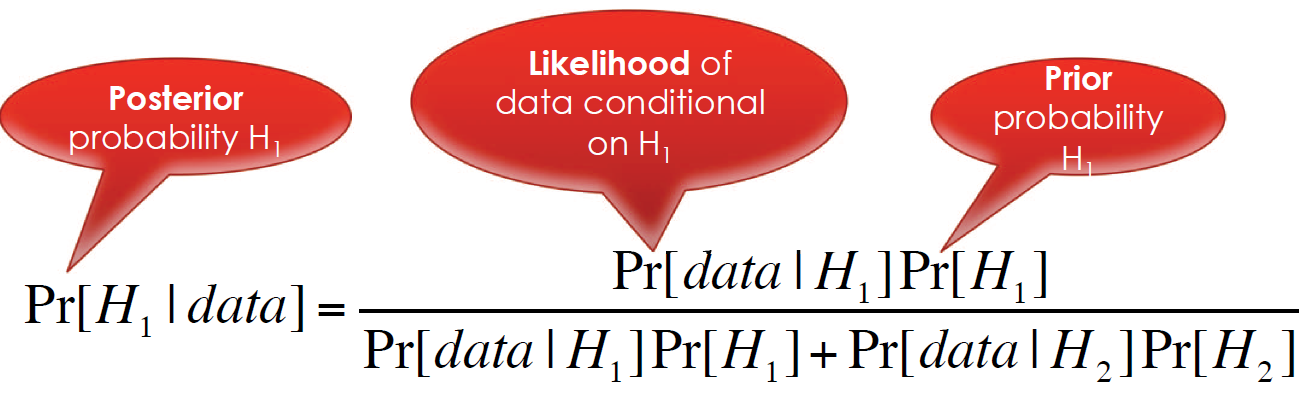 Posterior
probability H₁
Likelihood of
data conditional
on H₁
Prior
probability
H₁
Pr[data | H₁]Pr[H₁]
Pr[H₁ | data] =
Pr[data | H₁]Pr[H₁] + Pr[data | H₂]Pr[H₂]